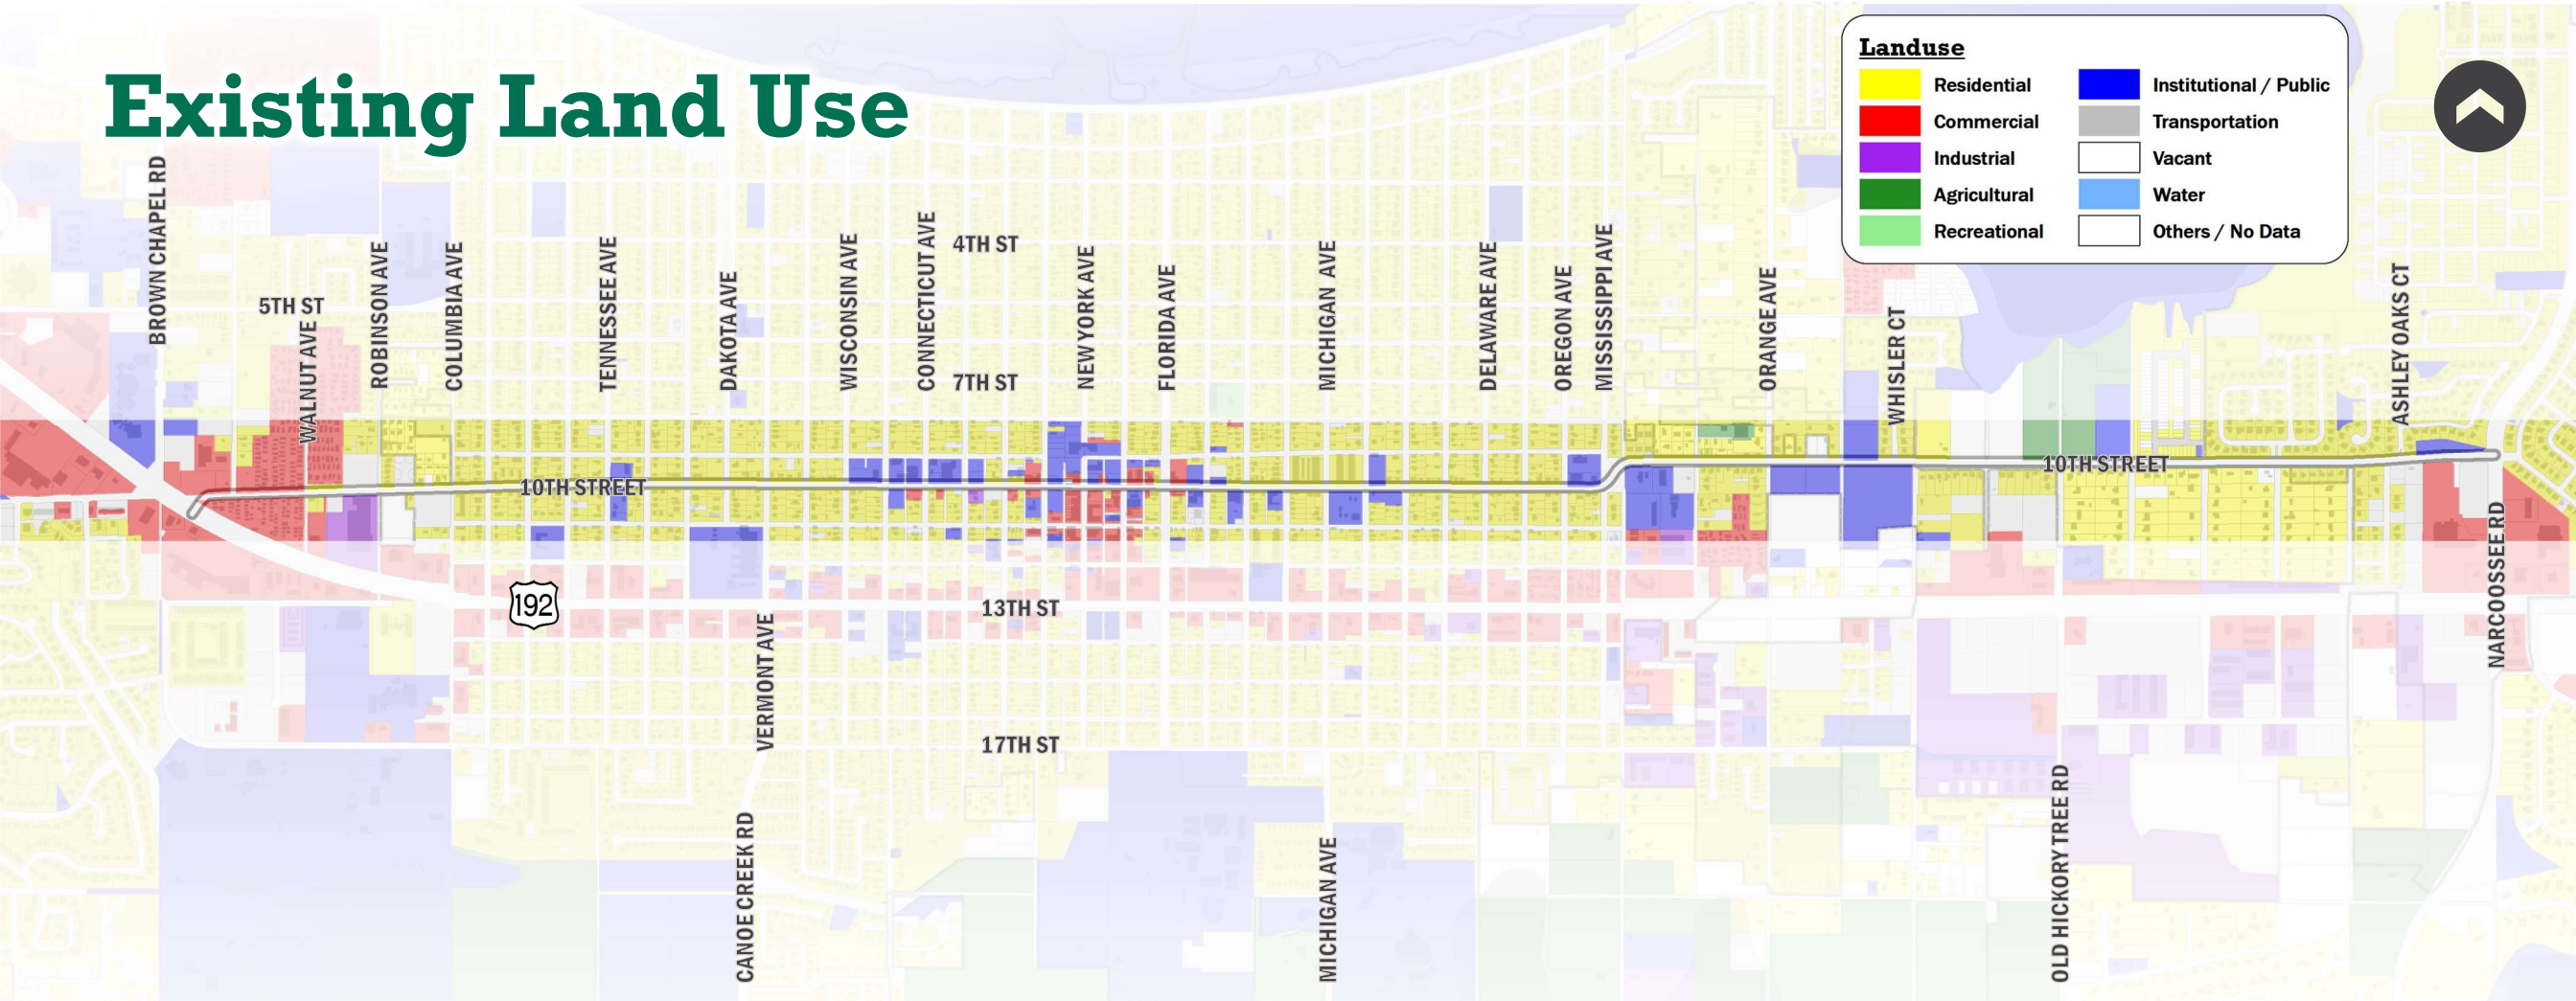 Existing Land Use
Landuse
Residential
Commercial
Industrial
Agricultural
Recreational
Institutional / Public
Transportation
Vacant
Water
Others / No Data
BROWN CHAPEL RD
5TH ST
WALNUT AVE
ROBINSON AVE
COLUMBIA AVE
TENNESSEE AVE
DAKOTA AVE
WISCONSIN AVE
CONNECTICUT AVE
4TH ST
7TH ST
NEW YORK AVE
FLORIDA AVE
MICHIGAN AVE
DELAWARE AVE
OREGON AVE
MISSISSIPPI AVE
ORANGE AVE
WHISLER CT
ASHLEY OAKS CT
10TH STREET
10TH STREET
192
13TH ST
VERMONT AVE
17TH ST
NARCOOSSEE RD
CANOE CREEK RD
MICHIGAN AVE
OLD HICKORY TREE RD